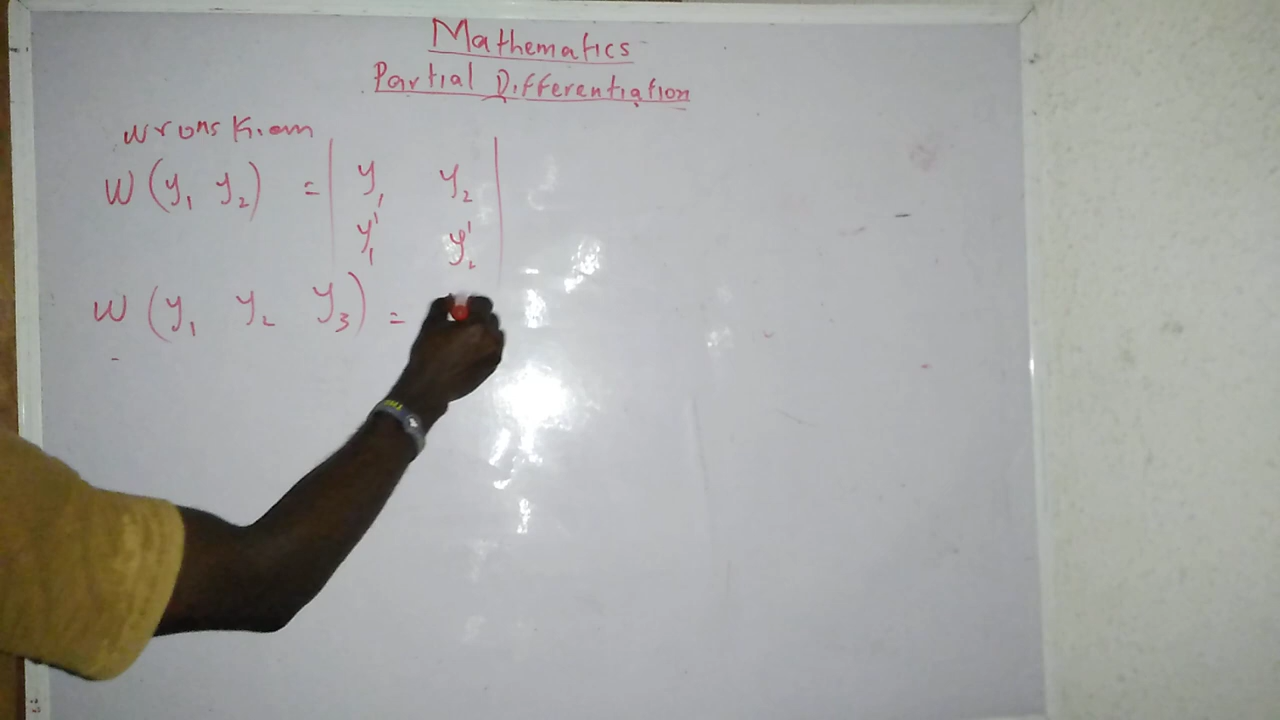 Mathematics
Partial Differentiation
Wronskian
W (y₁ y₂) = | y₁ y₂ |
| y₁' y₂' |
W (y₁ y₂ y₃) =